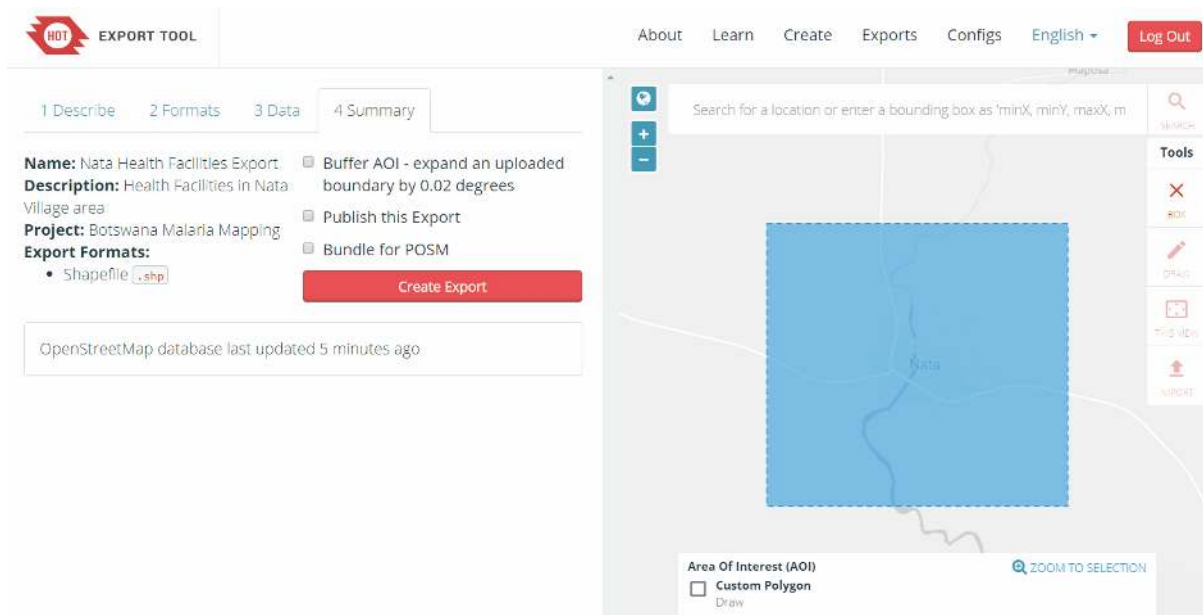 HOT EXPORT TOOL
About Learn Create Exports Configs English Log Out
1 Describe 2 Formats 3 Data 4 Summary
Name: Nata Health Facilities Export
Description: Health Facilities in Nata
Village area
Project: Botswana Malaria Mapping
Export Formats:
• Shapefile .shp
Buffer AOI - expand an uploaded
boundary by 0.02 degrees
Publish this Export
Bundle for POSM
Create Export
OpenStreetMap database last updated 5 minutes ago
Search for a location or enter a bounding box as 'minX, minY, maxX, m
SEARCH
+
−
Tools
BOX
DRAW
THIS VIEW
IMPORT
Nata
Area Of Interest (AOI)
ZOOM TO SELECTION
Custom Polygon
Draw